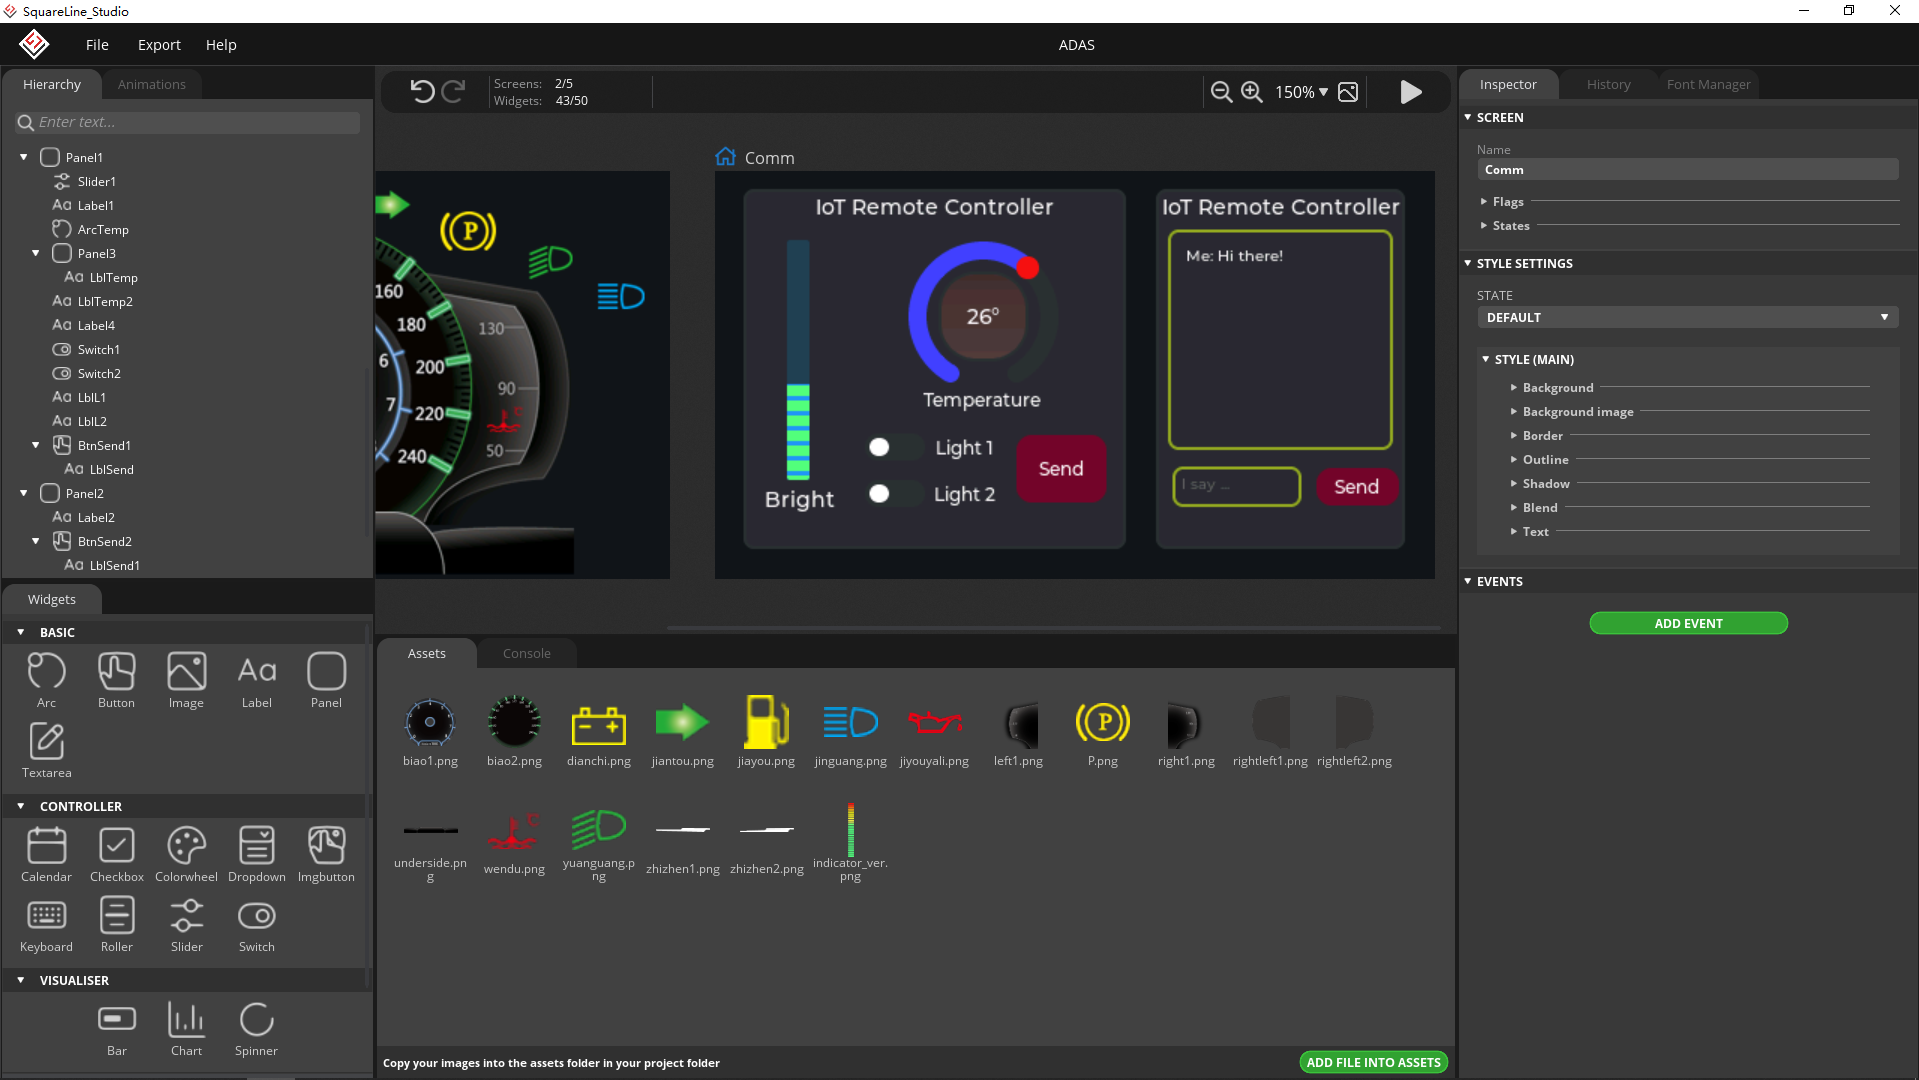 SquareLine_Studio
File Export Help
ADAS
Hierarchy Animations
Enter text...
Panel1
Slider1
Label1
ArcTemp
Panel3
LblTemp
LblTemp2
Label4
Switch1
Switch2
LblL1
LblL2
BtnSend1
LblSend
Panel2
Label2
BtnSend2
LblSend1
Widgets
BASIC
Arc Button Image Label Panel
Textarea
CONTROLLER
Calendar Checkbox Colorwheel Dropdown Imgbutton
Keyboard Roller Slider Switch
VISUALISER
Bar Chart Spinner
Screens: 2/5
Widgets: 43/50
150%
P
160
180
200
220
240
6
7
130
90
50
C
Comm
IoT Remote Controller
26°
Temperature
Bright
Light 1
Light 2
Send
IoT Remote Controller
Me: Hi there!
I say ...
Send
Assets Console
biao1.png biao2.png dianchi.png jiantou.png jiayou.png jinguang.png jiyouyali.png left1.png P.png right1.png rightleft1.png rightleft2.png
underside.pn
g
wendu.png
yuanguang.p
ng
zhizhen1.png zhizhen2.png
indicator_ver.
png
Copy your images into the assets folder in your project folder
ADD FILE INTO ASSETS
Inspector History Font Manager
SCREEN
Name
Comm
Flags
States
STYLE SETTINGS
STATE
DEFAULT
STYLE (MAIN)
Background
Background image
Border
Outline
Shadow
Blend
Text
EVENTS
ADD EVENT